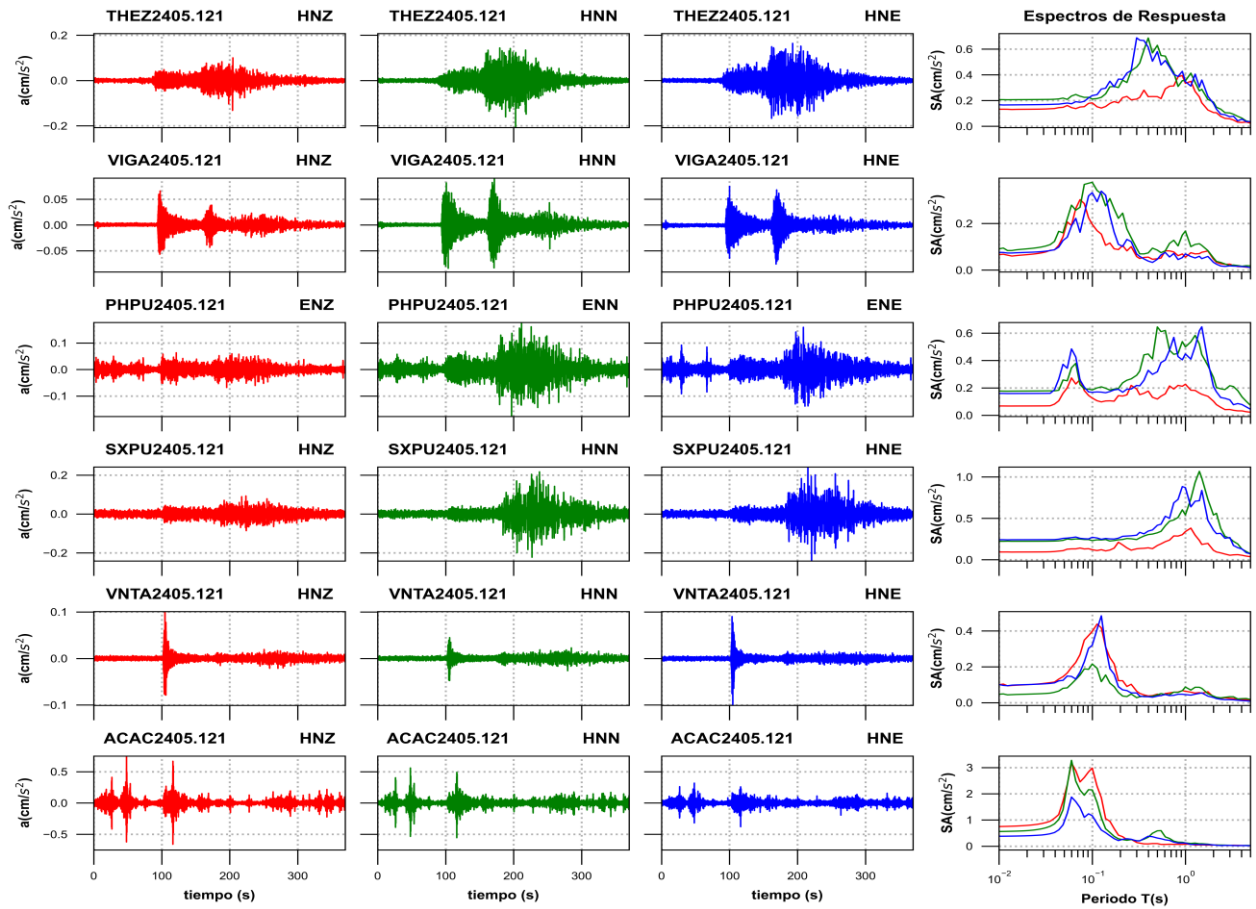 THEZ2405.121 HNZ THEZ2405.121 HNN THEZ2405.121 HNE Espectros de Respuesta
a(cm/s²)
0.2
0.0
−0.2
SA(cm/s²)
0.6
0.4
0.2
0.0
VIGA2405.121 HNZ VIGA2405.121 HNN VIGA2405.121 HNE
a(cm/s²)
0.05
0.00
−0.05
SA(cm/s²)
0.2
0.0
PHPU2405.121 ENZ PHPU2405.121 ENN PHPU2405.121 ENE
a(cm/s²)
0.1
0.0
−0.1
SA(cm/s²)
0.6
0.4
0.2
0.0
SXPU2405.121 HNZ SXPU2405.121 HNN SXPU2405.121 HNE
a(cm/s²)
0.2
0.0
−0.2
SA(cm/s²)
1.0
0.5
0.0
VNTA2405.121 HNZ VNTA2405.121 HNN VNTA2405.121 HNE
a(cm/s²)
0.1
0.0
−0.1
SA(cm/s²)
0.4
0.2
0.0
ACAC2405.121 HNZ ACAC2405.121 HNN ACAC2405.121 HNE
a(cm/s²)
0.5
0.0
−0.5
SA(cm/s²)
3
2
1
0
0 100 200 300 0 100 200 300 0 100 200 300 10⁻² 10⁻¹ 10⁰
tiempo (s) tiempo (s) tiempo (s) Periodo T(s)